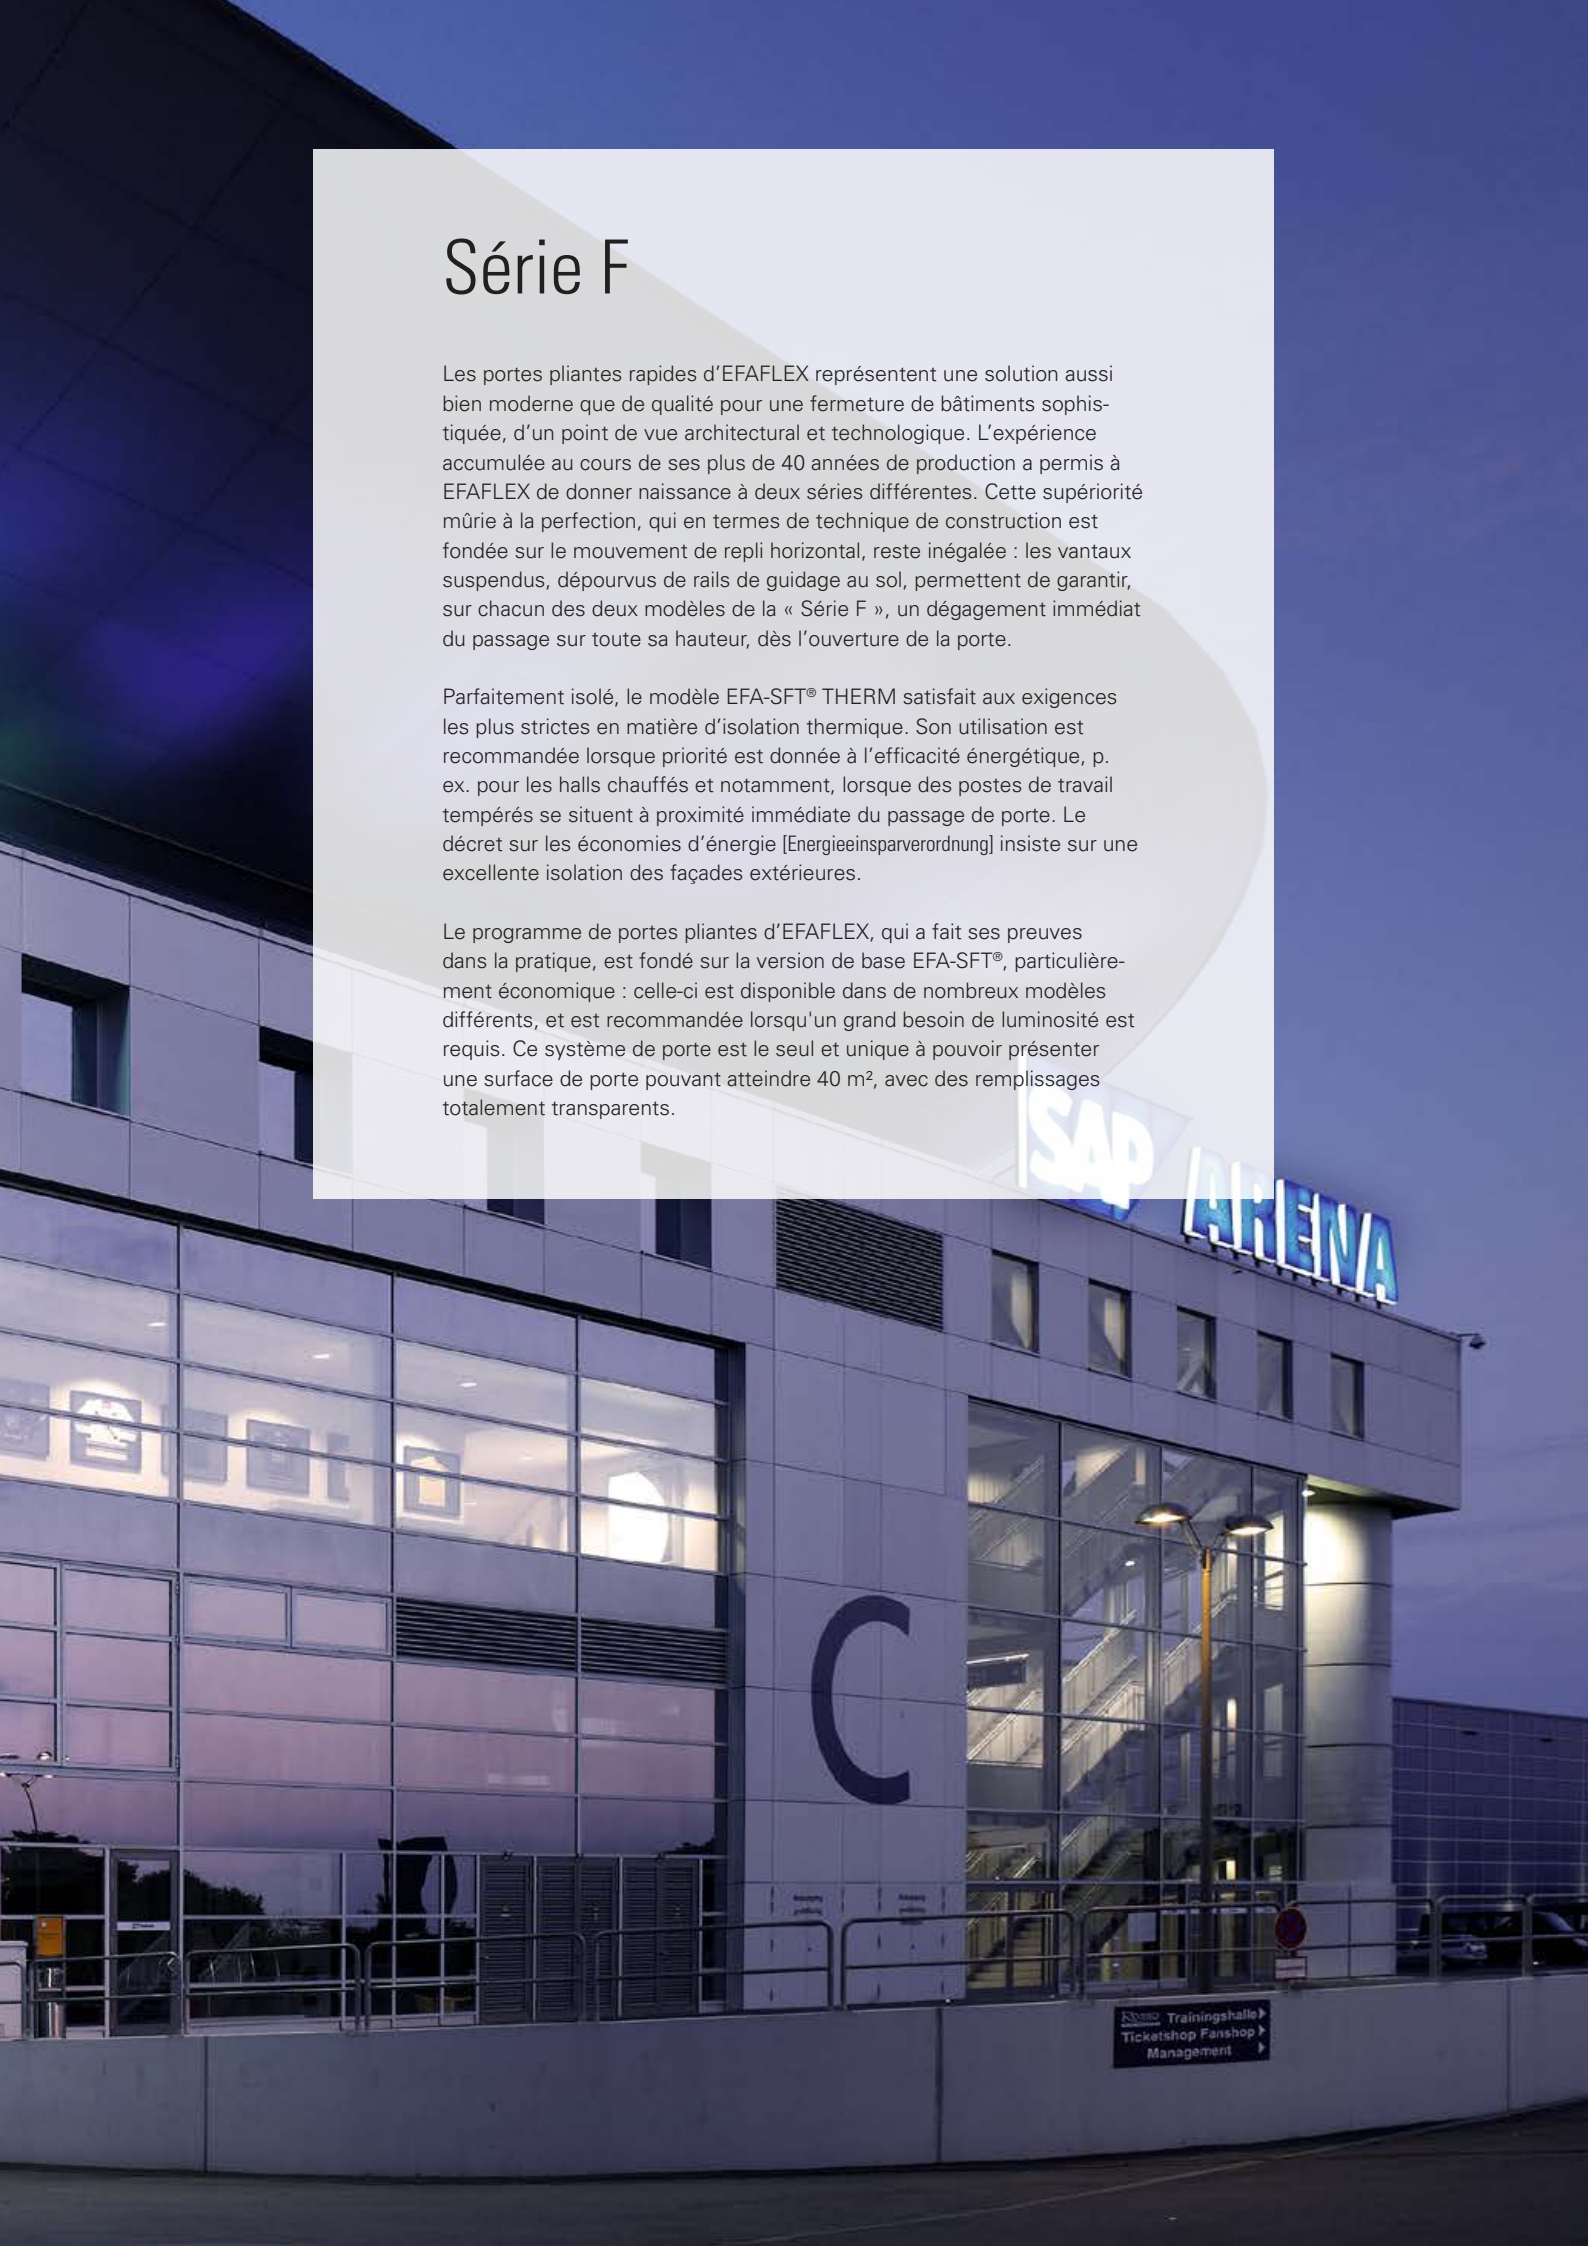 Série F
Les portes pliantes rapides d’EFAFLEX représentent une solution aussi
bien moderne que de qualité pour une fermeture de bâtiments sophis-
tiquée, d’un point de vue architectural et technologique. L’expérience
accumulée au cours de ses plus de 40 années de production a permis à
EFAFLEX de donner naissance à deux séries différentes. Cette supériorité
mûrie à la perfection, qui en termes de technique de construction est
fondée sur le mouvement de repli horizontal, reste inégalée : les vantaux
suspendus, dépourvus de rails de guidage au sol, permettent de garantir,
sur chacun des deux modèles de la « Série F », un dégagement immédiat
du passage sur toute sa hauteur, dès l’ouverture de la porte.
Parfaitement isolé, le modèle EFA-SFT® THERM satisfait aux exigences
les plus strictes en matière d’isolation thermique. Son utilisation est
recommandée lorsque priorité est donnée à l’efficacité énergétique, p.
ex. pour les halls chauffés et notamment, lorsque des postes de travail
tempérés se situent à proximité immédiate du passage de porte. Le
décret sur les économies d’énergie [Energieeinsparverordnung] insiste sur une
excellente isolation des façades extérieures.
Le programme de portes pliantes d’EFAFLEX, qui a fait ses preuves
dans la pratique, est fondé sur la version de base EFA-SFT®, particulière-
ment économique : celle-ci est disponible dans de nombreux modèles
différents, et est recommandée lorsqu'un grand besoin de luminosité est
requis. Ce système de porte est le seul et unique à pouvoir présenter
une surface de porte pouvant atteindre 40 m², avec des remplissages
totalement transparents.
SAP ARENA
C
Trainingshalle
Ticketshop Fanshop
Management